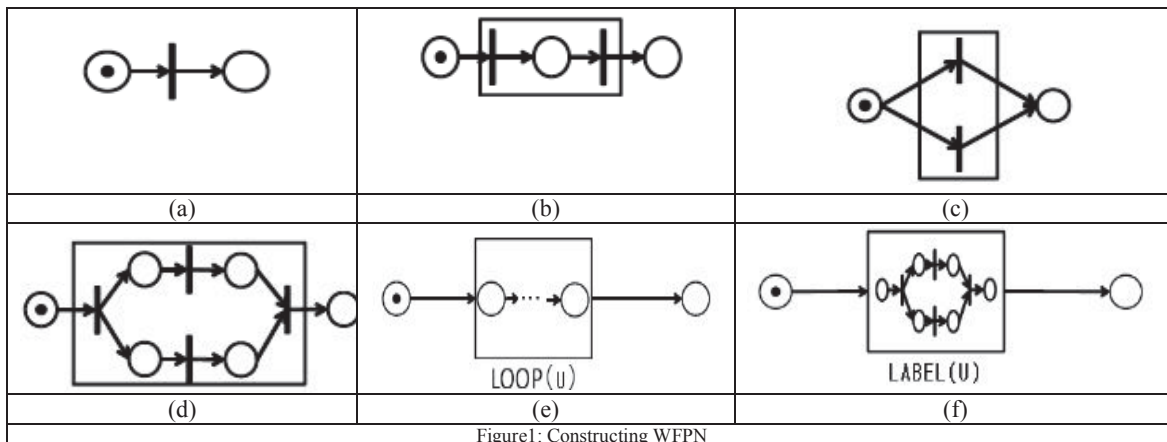 (a)
(b)
(c)
LOOP(u)
LABEL(U)
(d)
(e)
(f)
Figure1: Constructing WFPN